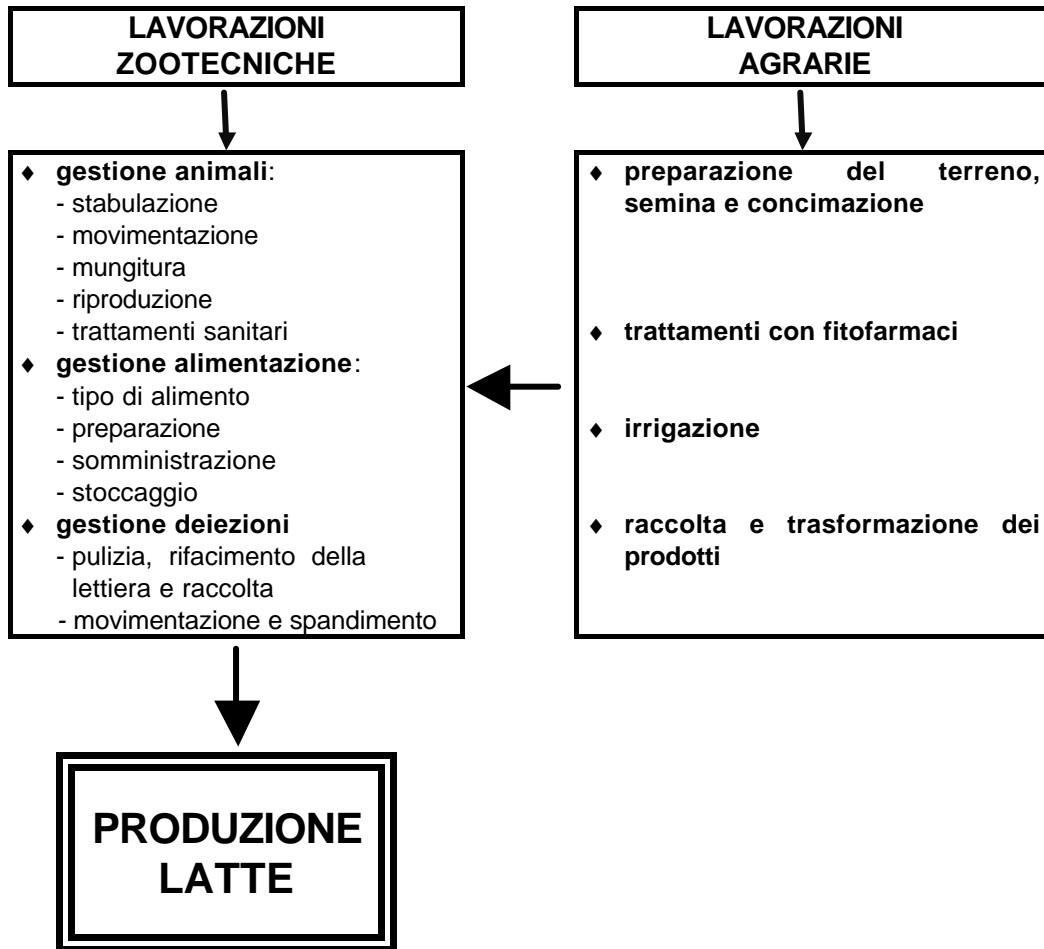 LAVORAZIONI
ZOOTECNICHE
♦ gestione animali:
- stabulazione
- movimentazione
- mungitura
- riproduzione
- trattamenti sanitari
♦ gestione alimentazione:
- tipo di alimento
- preparazione
- somministrazione
- stoccaggio
♦ gestione deiezioni
- pulizia, rifacimento della
lettiera e raccolta
- movimentazione e spandimento
LAVORAZIONI
AGRARIE
♦ preparazione del terreno,
semina e concimazione
♦ trattamenti con fitofarmaci
♦ irrigazione
♦ raccolta e trasformazione dei
prodotti
PRODUZIONE
LATTE